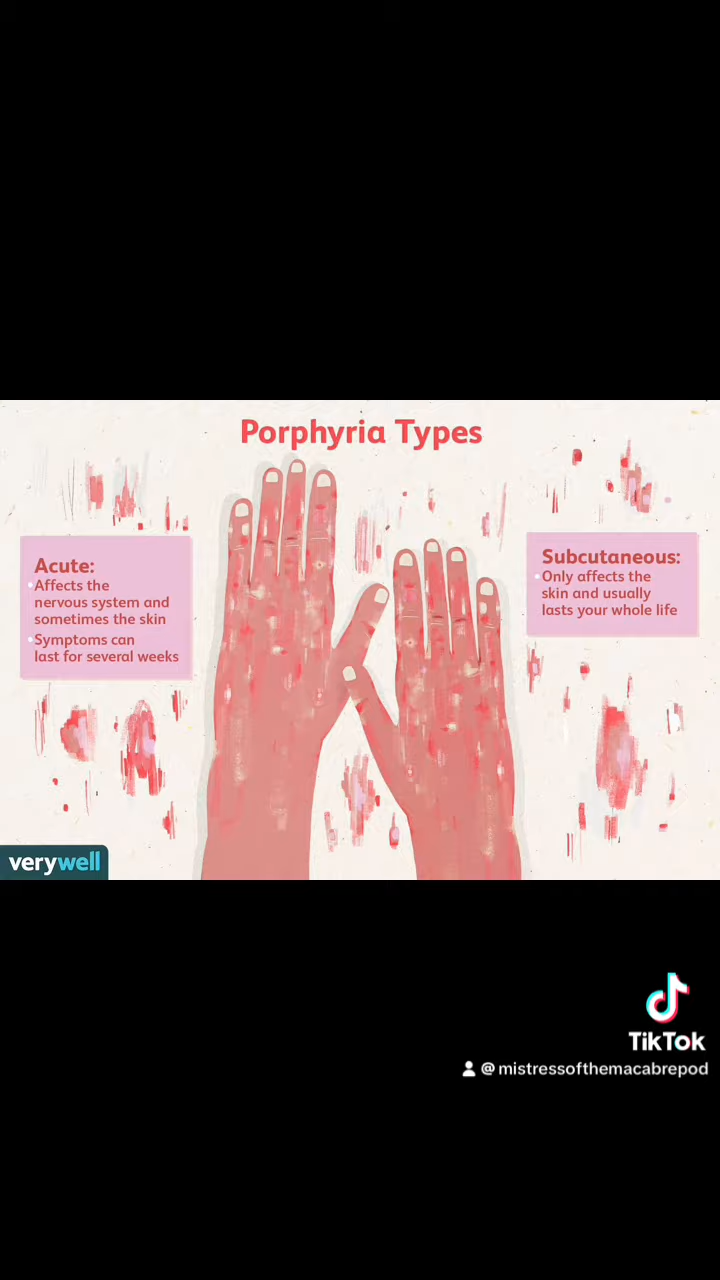 Porphyria Types
Acute:
Affects the
nervous system and
sometimes the skin
Symptoms can
last for several weeks
Subcutaneous:
Only affects the
skin and usually
lasts your whole life
verywell
TikTok
@mistressofthemacabrepod